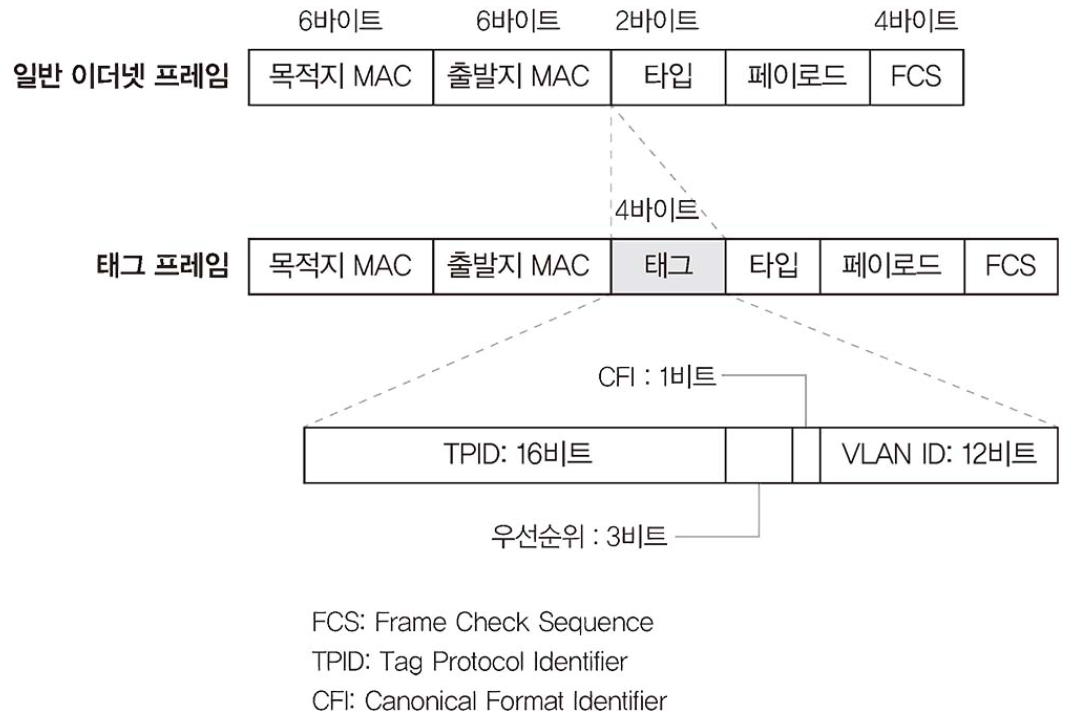 6바이트 6바이트 2바이트 4바이트
일반 이더넷 프레임 목적지 MAC 출발지 MAC 타입 페이로드 FCS
4바이트
태그 프레임 목적지 MAC 출발지 MAC 태그 타입 페이로드 FCS
CFI : 1비트
TPID: 16비트 VLAN ID: 12비트
우선순위 : 3비트
FCS: Frame Check Sequence
TPID: Tag Protocol Identifier
CFI: Canonical Format Identifier